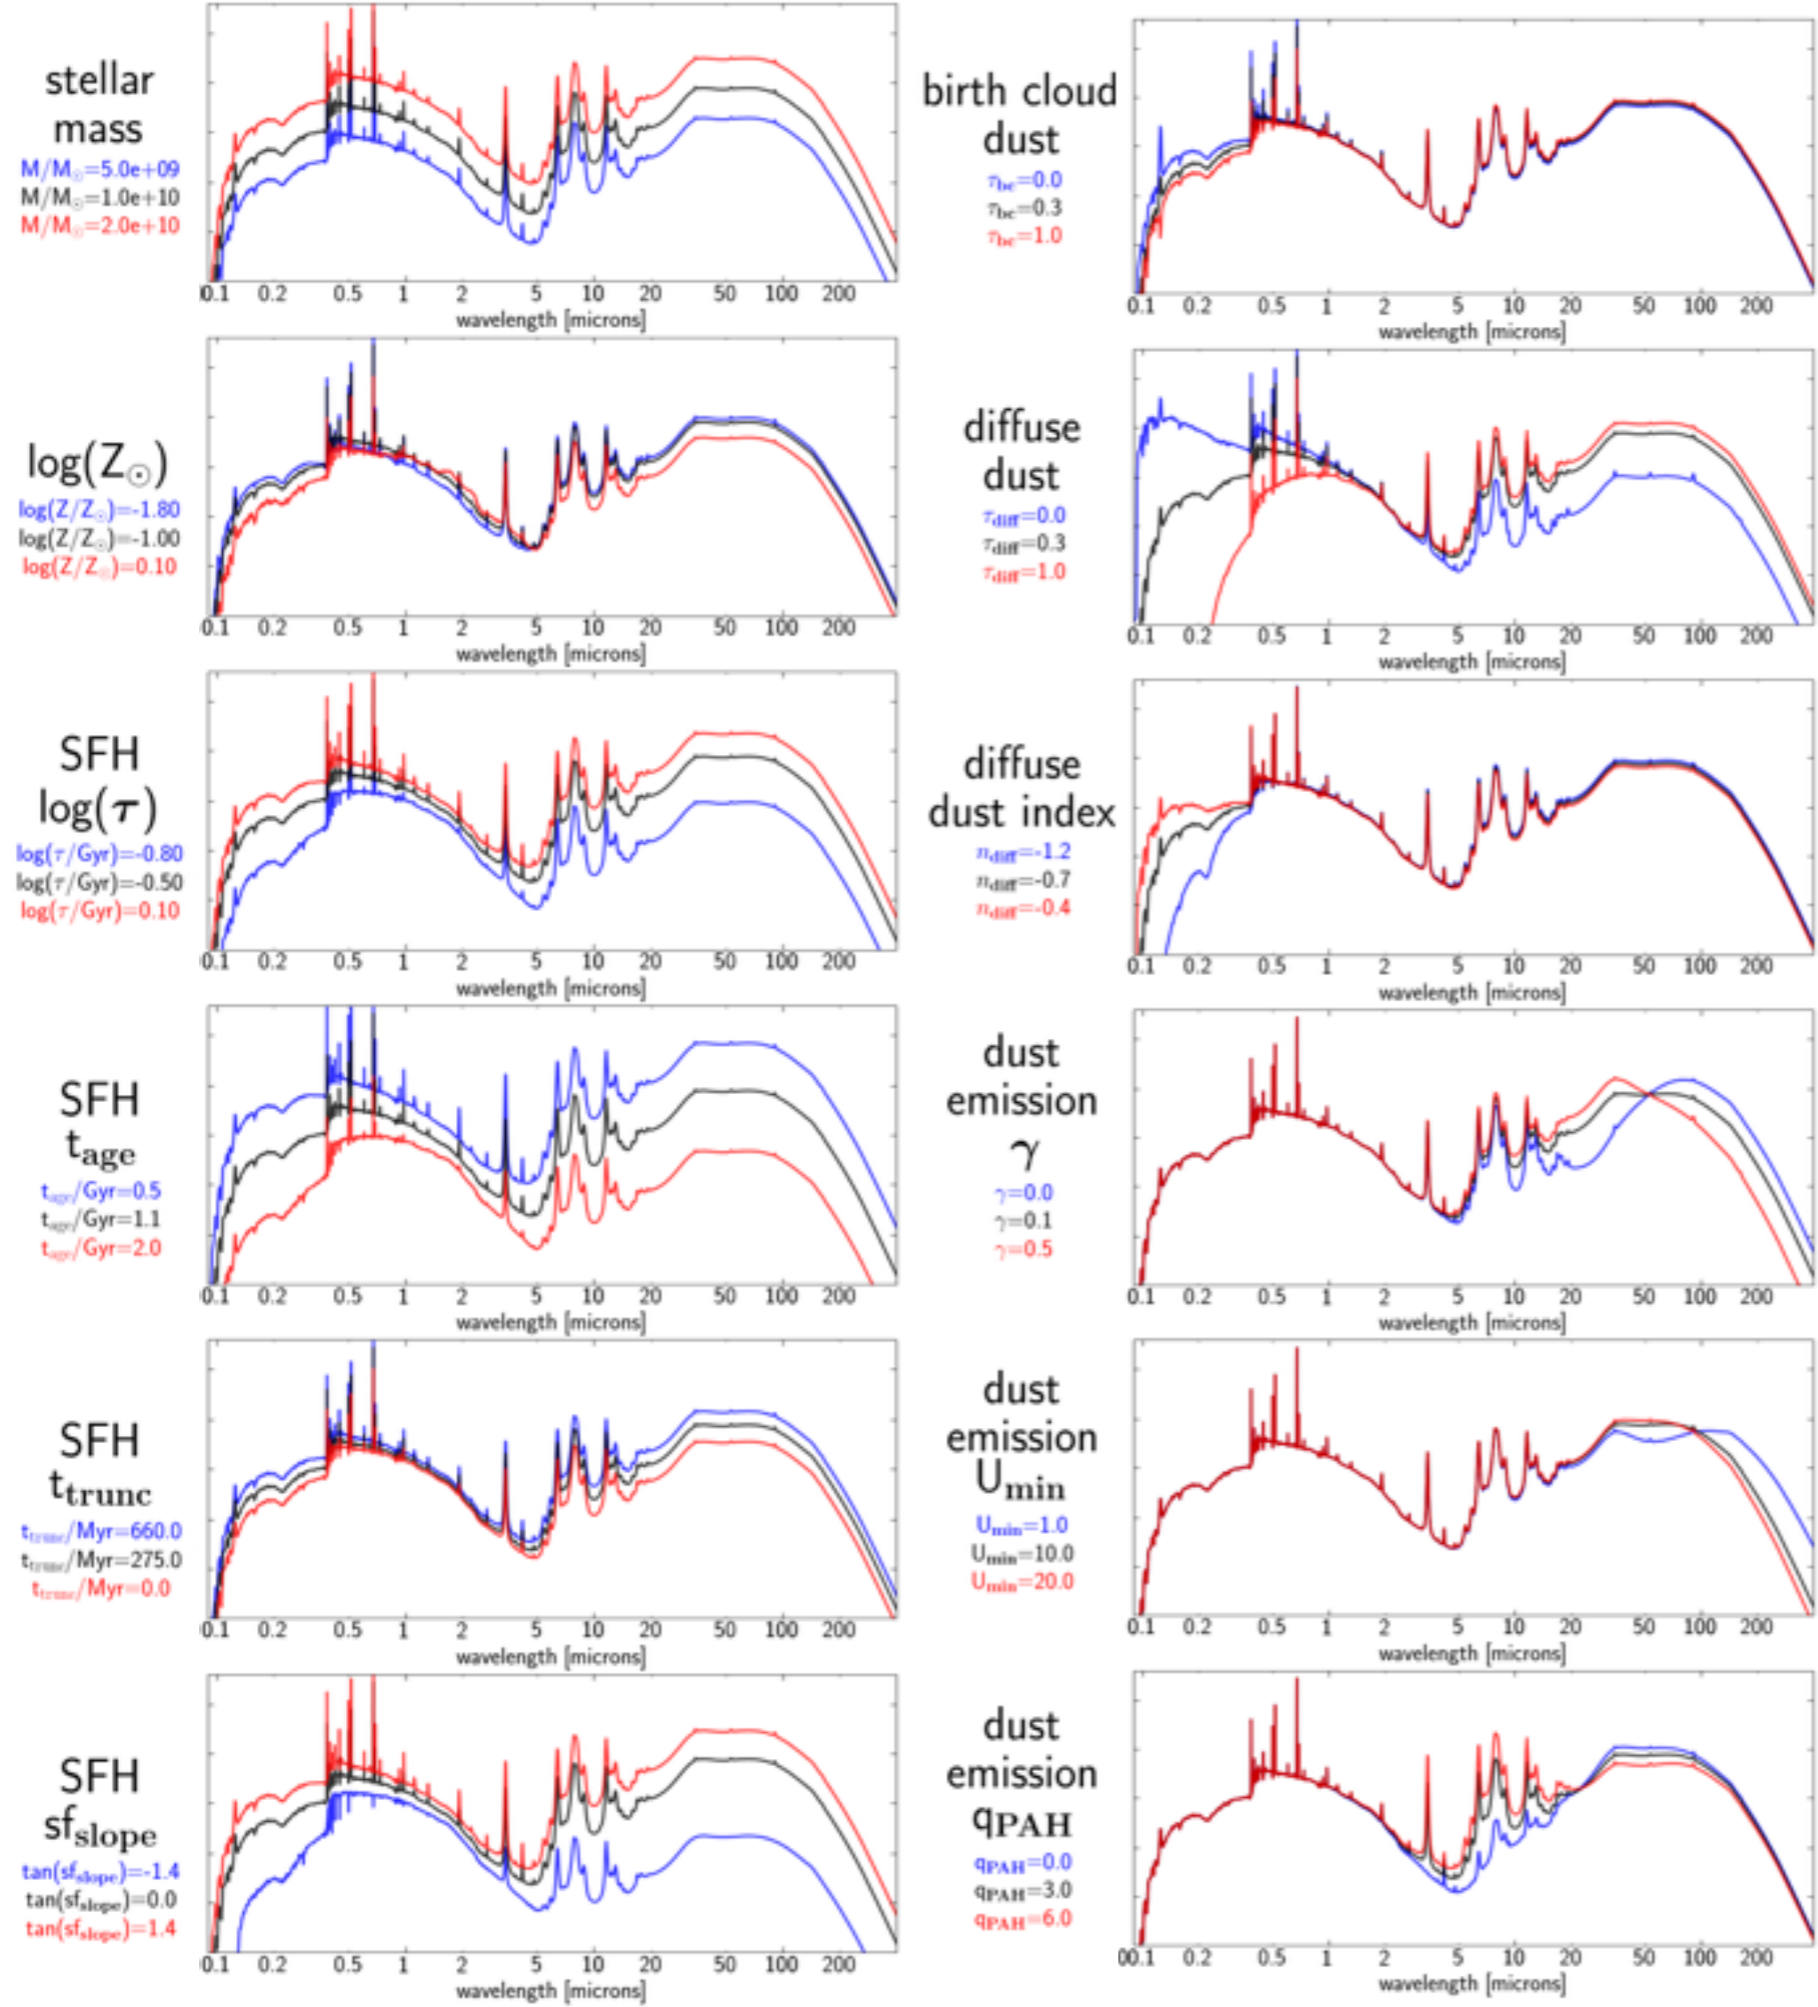 stellar
mass
M/M☉=5.0e+09
M/M☉=1.0e+10
M/M☉=2.0e+10
0.1 0.2 0.5 1 2 5 10 20 50 100 200
wavelength [microns]
log(Z☉)
log(Z/Z☉)=-1.80
log(Z/Z☉)=-1.00
log(Z/Z☉)=0.10
0.1 0.2 0.5 1 2 5 10 20 50 100 200
wavelength [microns]
SFH
log(τ)
log(τ/Gyr)=-0.80
log(τ/Gyr)=-0.50
log(τ/Gyr)=0.10
0.1 0.2 0.5 1 2 5 10 20 50 100 200
wavelength [microns]
SFH
tage
tage/Gyr=0.5
tage/Gyr=1.1
tage/Gyr=2.0
0.1 0.2 0.5 1 2 5 10 20 50 100 200
wavelength [microns]
SFH
ttrunc
ttrunc/Myr=660.0
ttrunc/Myr=275.0
ttrunc/Myr=0.0
0.1 0.2 0.5 1 2 5 10 20 50 100 200
wavelength [microns]
SFH
sfslope
tan(sfslope)=-1.4
tan(sfslope)=0.0
tan(sfslope)=1.4
0.1 0.2 0.5 1 2 5 10 20 50 100 200
wavelength [microns]
birth cloud
dust
τbc=0.0
τbc=0.3
τbc=1.0
0.1 0.2 0.5 1 2 5 10 20 50 100 200
wavelength [microns]
diffuse
dust
τdiff=0.0
τdiff=0.3
τdiff=1.0
0.1 0.2 0.5 1 2 5 10 20 50 100 200
wavelength [microns]
diffuse
dust index
ndiff=-1.2
ndiff=-0.7
ndiff=-0.4
0.1 0.2 0.5 1 2 5 10 20 50 100 200
wavelength [microns]
dust
emission
γ
γ=0.0
γ=0.1
γ=0.5
0.1 0.2 0.5 1 2 5 10 20 50 100 200
wavelength [microns]
dust
emission
Umin
Umin=1.0
Umin=10.0
Umin=20.0
0.1 0.2 0.5 1 2 5 10 20 50 100 200
wavelength [microns]
dust
emission
qPAH
qPAH=0.0
qPAH=3.0
qPAH=6.0
0.1 0.2 0.5 1 2 5 10 20 50 100 200
wavelength [microns]